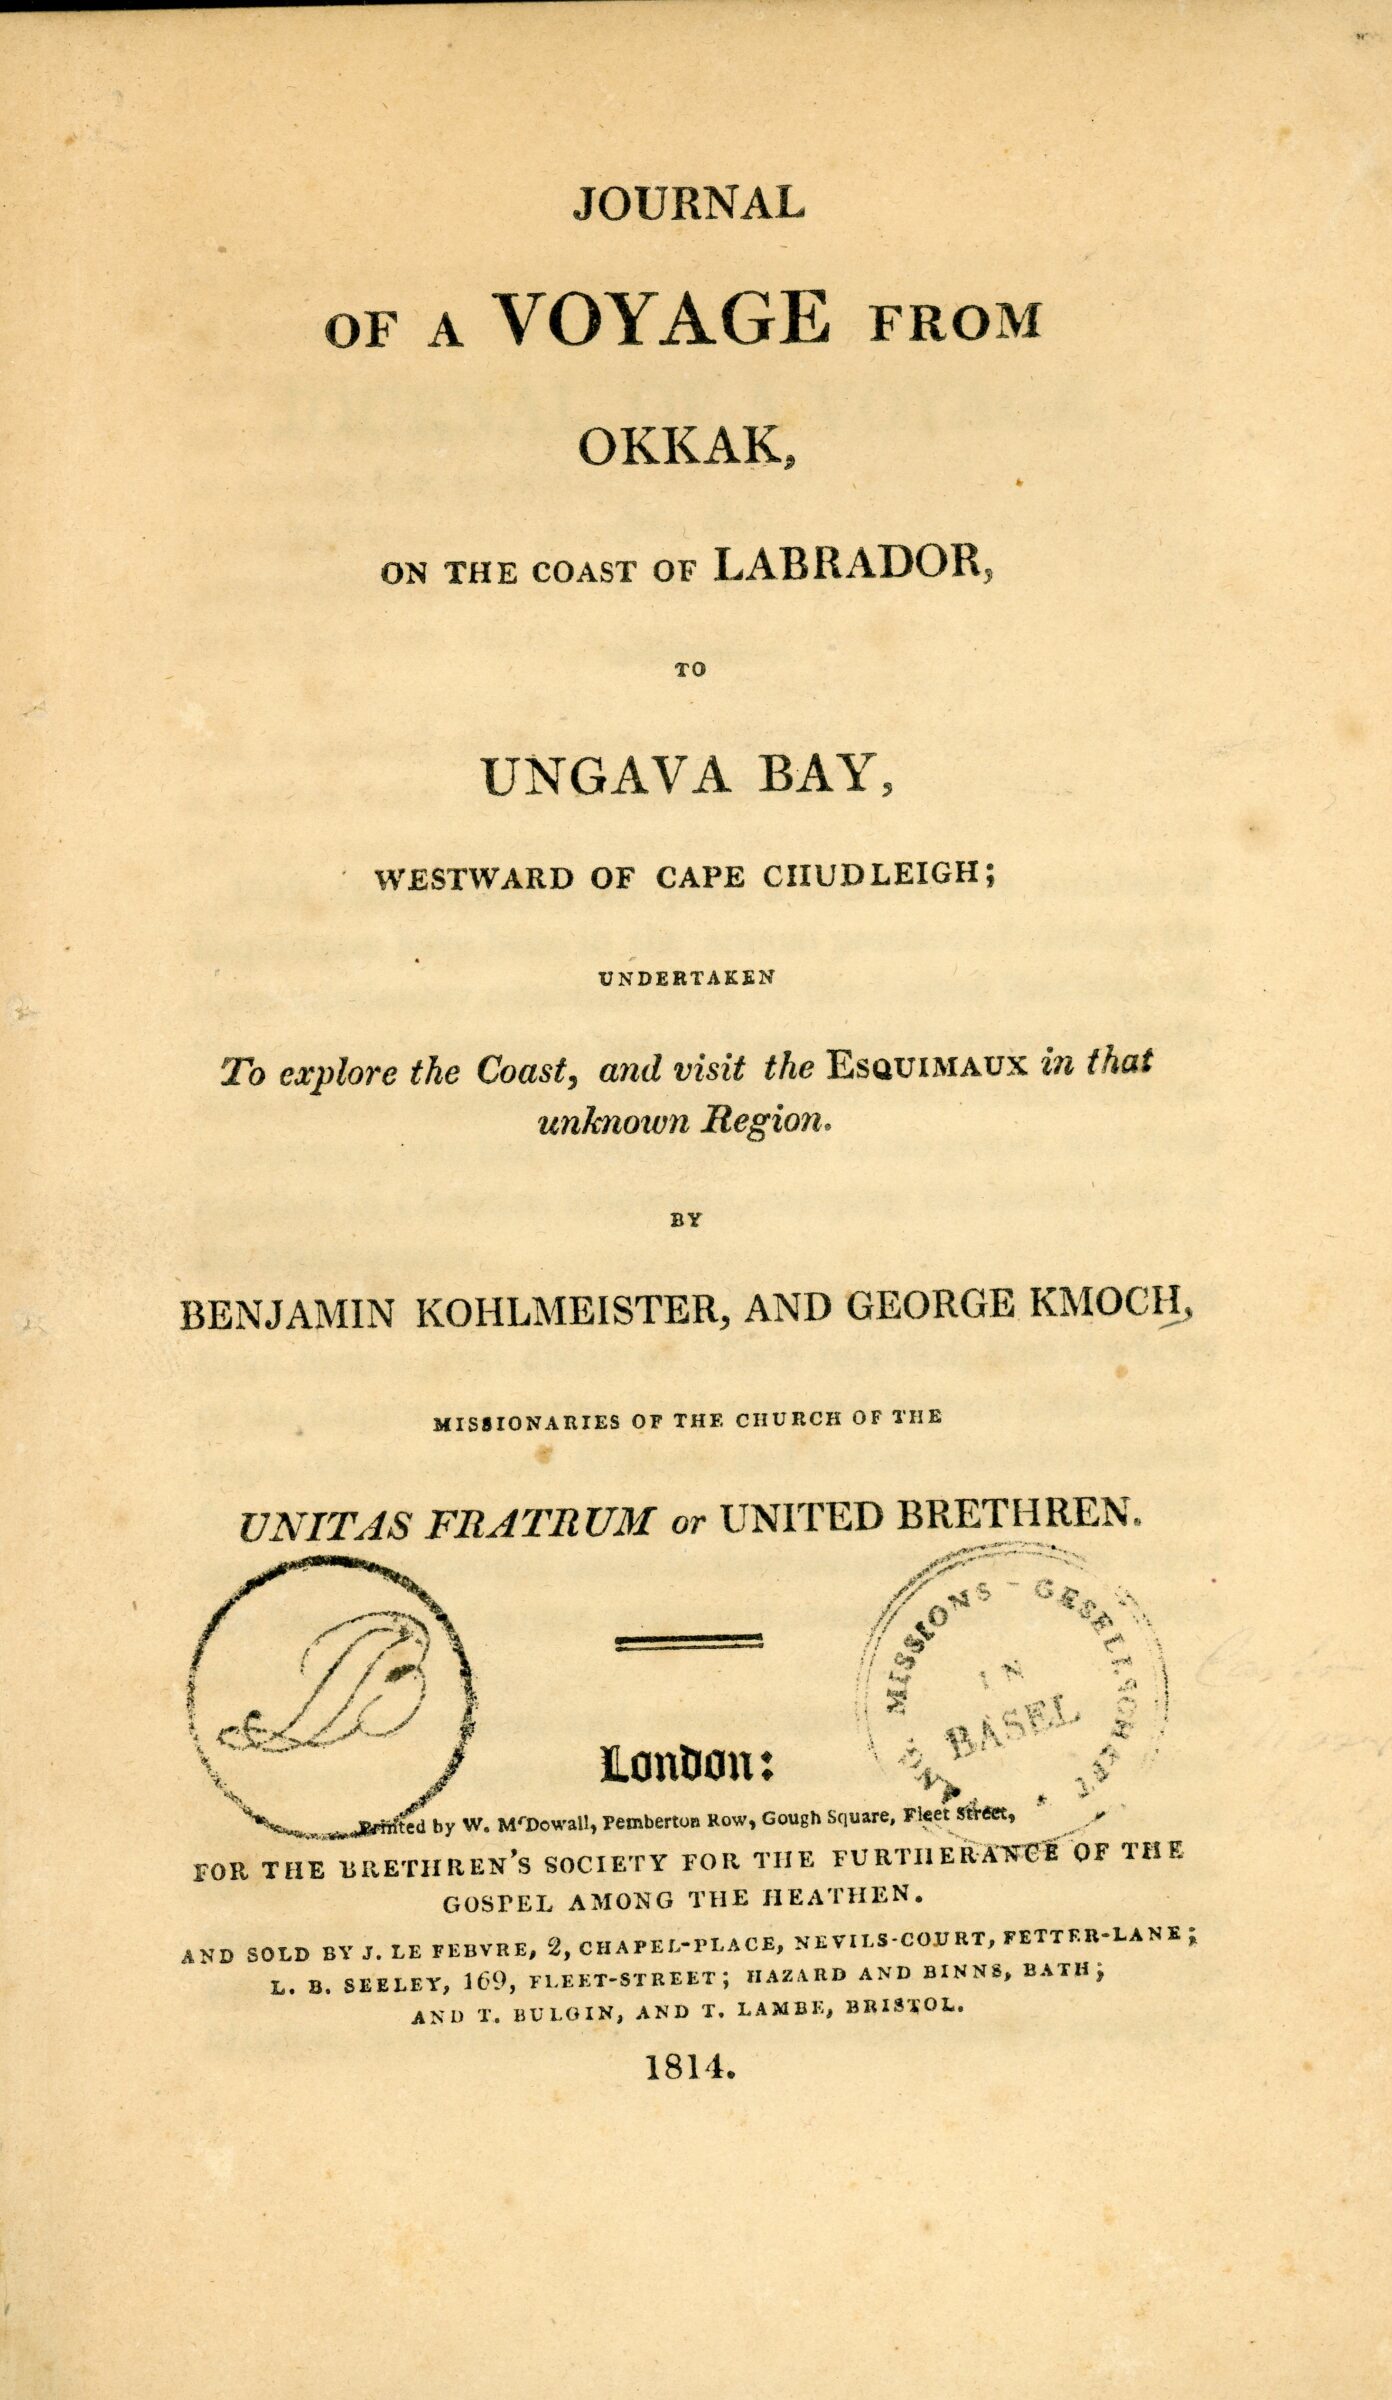 JOURNAL
OF A VOYAGE FROM
OKKAK,
ON THE COAST OF LABRADOR,
TO
UNGAVA BAY,
WESTWARD OF CAPE CHUDLEIGH;
UNDERTAKEN
To explore the Coast, and visit the ESQUIMAUX in that
unknown Region.
BY
BENJAMIN KOHLMEISTER, AND GEORGE KMOCH,
MISSIONARIES OF THE CHURCH OF THE
UNITAS FRATRUM or UNITED BRETHREN.
MISSIONS-GESELLSCHAFT
IN
BASEL
London:
Printed by W. McDowall, Pemberton Row, Gough Square, Fleet Street,
FOR THE BRETHREN'S SOCIETY FOR THE FURTHERANCE OF THE
GOSPEL AMONG THE HEATHEN.
AND SOLD BY J. LE FEBVRE, 2, CHAPEL-PLACE, NEVILS-COURT, FETTER-LANE;
L. B. SEELEY, 169, FLEET-STREET; HAZARD AND BINNS, BATH;
AND T. BULGIN, AND T. LAMBE, BRISTOL.
1814.